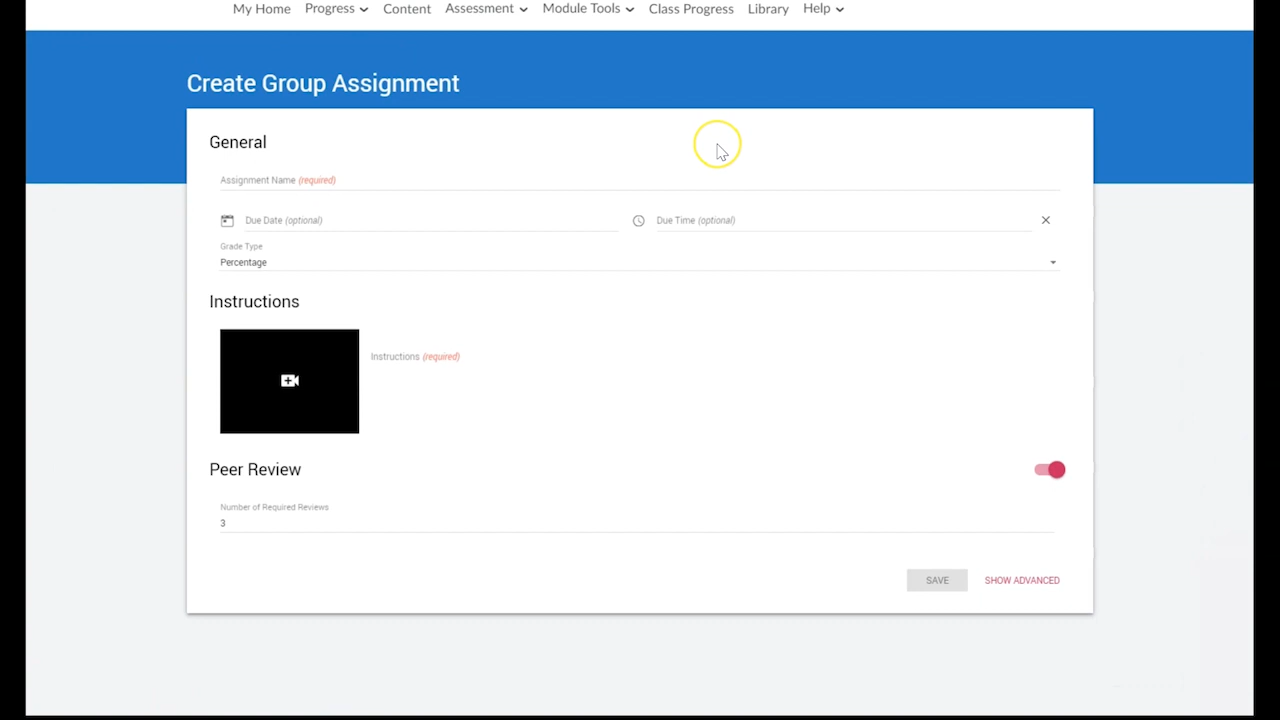 My Home Progress Content Assessment Module Tools Class Progress Library Help
Create Group Assignment
General
Assignment Name (required)
Due Date (optional) Due Time (optional)
Grade Type
Percentage
Instructions
Instructions (required)
Peer Review
Number of Required Reviews
3
SAVE SHOW ADVANCED